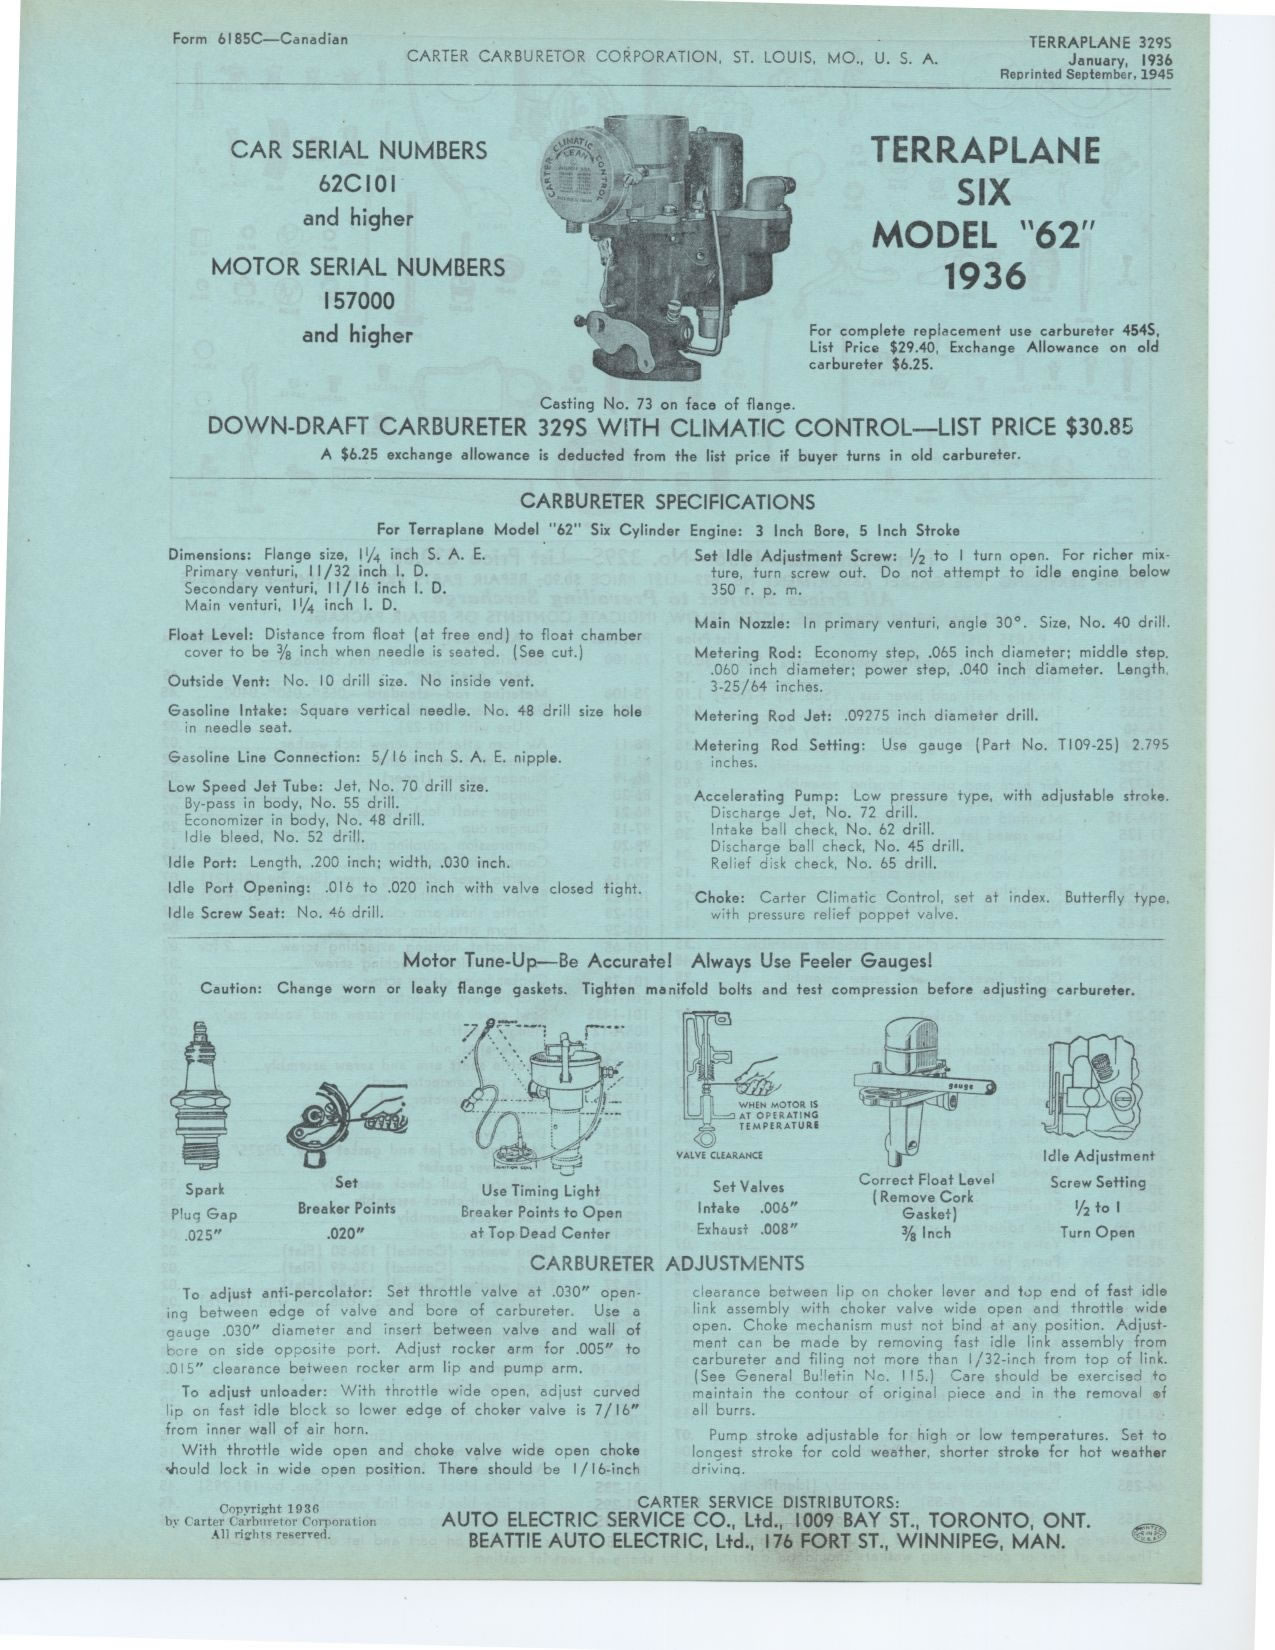 Form 6185C—Canadian
CARTER CARBURETOR CORPORATION, ST. LOUIS, MO., U. S. A.
TERRAPLANE 329S
January, 1936
Reprinted September, 1945
CAR SERIAL NUMBERS
62C101
and higher
MOTOR SERIAL NUMBERS
157000
and higher
CARTER CLIMATIC CONTROL
LEAN
TERRAPLANE
SIX
MODEL "62"
1936
For complete replacement use carbureter 454S,
List Price $29.40, Exchange Allowance on old
carbureter $6.25.
Casting No. 73 on face of flange.
DOWN-DRAFT CARBURETER 329S WITH CLIMATIC CONTROL—LIST PRICE $30.85
A $6.25 exchange allowance is deducted from the list price if buyer turns in old carbureter.
CARBURETER SPECIFICATIONS
For Terraplane Model "62" Six Cylinder Engine: 3 Inch Bore, 5 Inch Stroke
Dimensions: Flange size, 1¼ inch S. A. E.
Primary venturi, 11/32 inch I. D.
Secondary venturi, 11/16 inch I. D.
Main venturi, 1¼ inch I. D.
Float Level: Distance from float (at free end) to float chamber
cover to be ⅜ inch when needle is seated. (See cut.)
Outside Vent: No. 10 drill size. No inside vent.
Gasoline Intake: Square vertical needle. No. 48 drill size hole
in needle seat.
Gasoline Line Connection: 5/16 inch S. A. E. nipple.
Low Speed Jet Tube: Jet, No. 70 drill size.
By-pass in body, No. 55 drill.
Economizer in body, No. 48 drill.
Idle bleed, No. 52 drill.
Idle Port: Length, .200 inch; width, .030 inch.
Idle Port Opening: .016 to .020 inch with valve closed tight.
Idle Screw Seat: No. 46 drill.
Set Idle Adjustment Screw: ½ to 1 turn open. For richer mix-
ture, turn screw out. Do not attempt to idle engine below
350 r. p. m.
Main Nozzle: In primary venturi, angle 30°. Size, No. 40 drill.
Metering Rod: Economy step, .065 inch diameter; middle step,
.060 inch diameter; power step, .040 inch diameter. Length,
3-25/64 inches.
Metering Rod Jet: .09275 inch diameter drill.
Metering Rod Setting: Use gauge (Part No. T109-25) 2.795
inches.
Accelerating Pump: Low pressure type, with adjustable stroke.
Discharge Jet, No. 72 drill.
Intake ball check, No. 62 drill.
Discharge ball check, No. 45 drill.
Relief disk check, No. 65 drill.
Choke: Carter Climatic Control, set at index. Butterfly type,
with pressure relief poppet valve.
Motor Tune-Up—Be Accurate! Always Use Feeler Gauges!
Caution: Change worn or leaky flange gaskets. Tighten manifold bolts and test compression before adjusting carbureter.
Spark
Plug Gap
.025"
Set
Breaker Points
.020"
IGNITION COIL
Use Timing Light
Breaker Points to Open
at Top Dead Center
WHEN MOTOR IS
AT OPERATING
TEMPERATURE
VALVE CLEARANCE
Set Valves
Intake .006"
Exhaust .008"
gauge
Correct Float Level
(Remove Cork
Gasket)
⅜ Inch
Idle Adjustment
Screw Setting
½ to 1
Turn Open
CARBURETER ADJUSTMENTS
To adjust anti-percolator: Set throttle valve at .030" open-
ing between edge of valve and bore of carbureter. Use a
gauge .030" diameter and insert between valve and wall of
bore on side opposite port. Adjust rocker arm for .005" to
.015" clearance between rocker arm lip and pump arm.
To adjust unloader: With throttle wide open, adjust curved
lip on fast idle block so lower edge of choker valve is 7/16"
from inner wall of air horn.
With throttle wide open and choke valve wide open choke
should lock in wide open position. There should be 1/16-inch
clearance between lip on choker lever and top end of fast idle
link assembly with choker valve wide open and throttle wide
open. Choke mechanism must not bind at any position. Adjust-
ment can be made by removing fast idle link assembly from
carbureter and filing not more than 1/32-inch from top of link.
(See General Bulletin No. 115.) Care should be exercised to
maintain the contour of original piece and in the removal of
all burrs.
Pump stroke adjustable for high or low temperatures. Set to
longest stroke for cold weather, shorter stroke for hot weather
driving.
Copyright 1936
by Carter Carburetor Corporation
All rights reserved.
CARTER SERVICE DISTRIBUTORS:
AUTO ELECTRIC SERVICE CO., Ltd., 1009 BAY ST., TORONTO, ONT.
BEATTIE AUTO ELECTRIC, Ltd., 176 FORT ST., WINNIPEG, MAN.